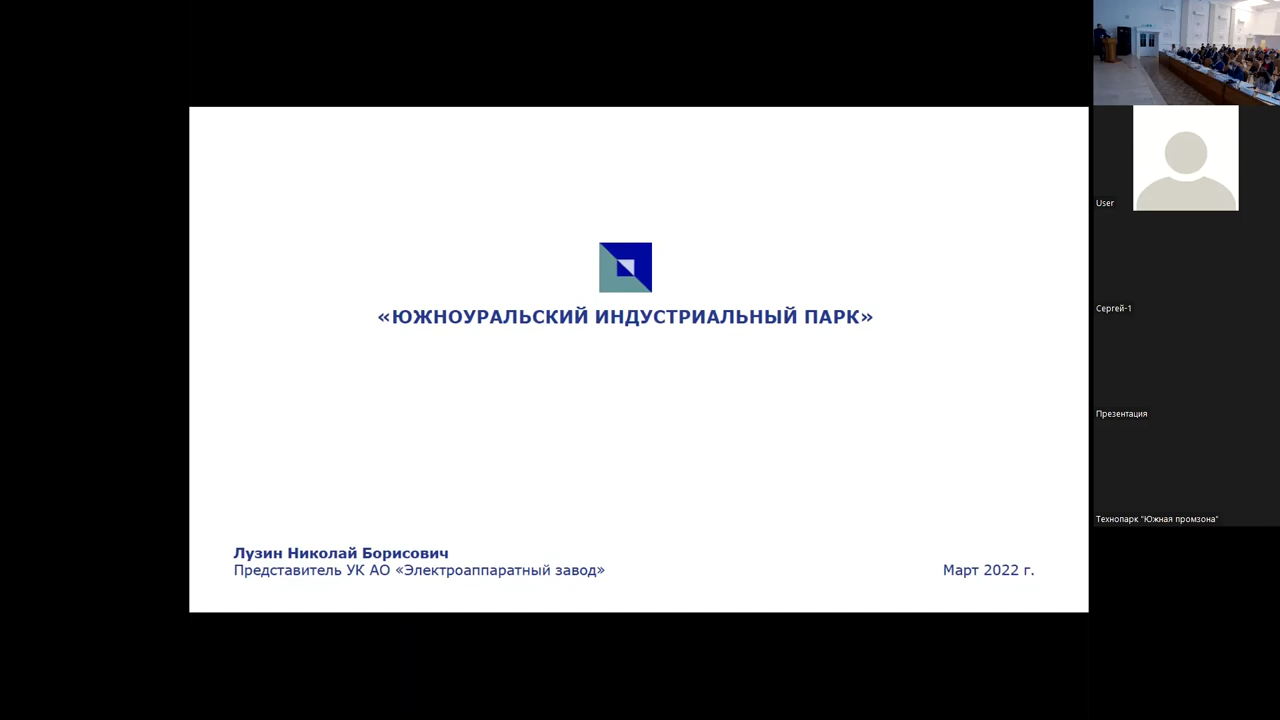 «ЮЖНОУРАЛЬСКИЙ ИНДУСТРИАЛЬНЫЙ ПАРК»
Лузин Николай Борисович
Представитель УК АО «Электроаппаратный завод»
Март 2022 г.
User
Сергей-1
Презентация
Технопарк "Южная промзона"